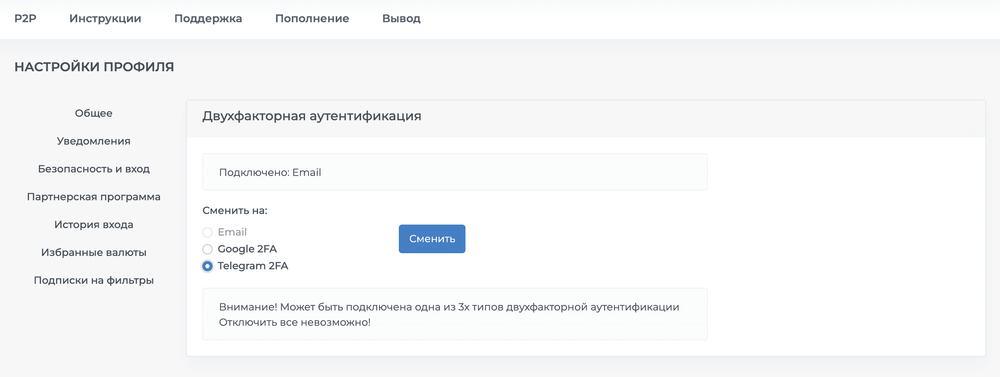 P2P Инструкции Поддержка Пополнение Вывод
НАСТРОЙКИ ПРОФИЛЯ
Общее
Уведомления
Безопасность и вход
Партнерская программа
История входа
Избранные валюты
Подписки на фильтры
Двухфакторная аутентификация
Подключено: Email
Сменить на:
Email
Google 2FA
Telegram 2FA
Сменить
Внимание! Может быть подключена одна из 3х типов двухфакторной аутентификации
Отключить все невозможно!